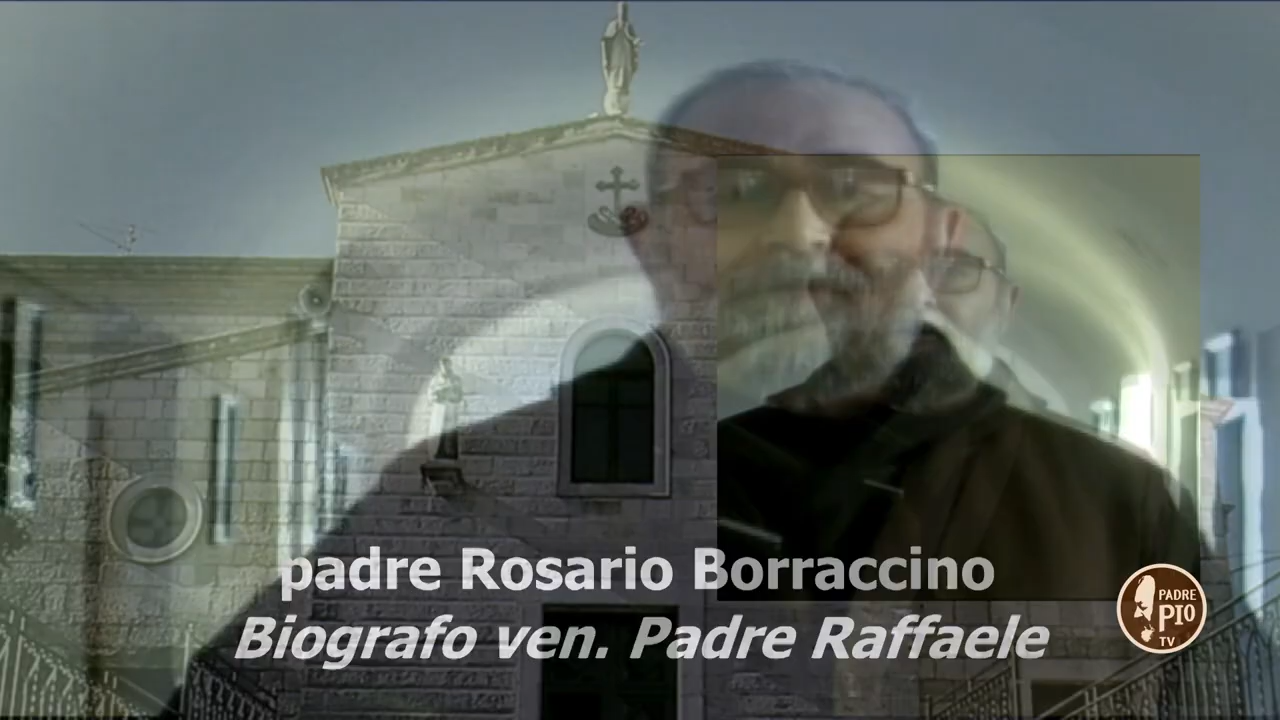 padre Rosario Borraccino
Biografo ven. Padre Raffaele
PADRE
PIO
TV